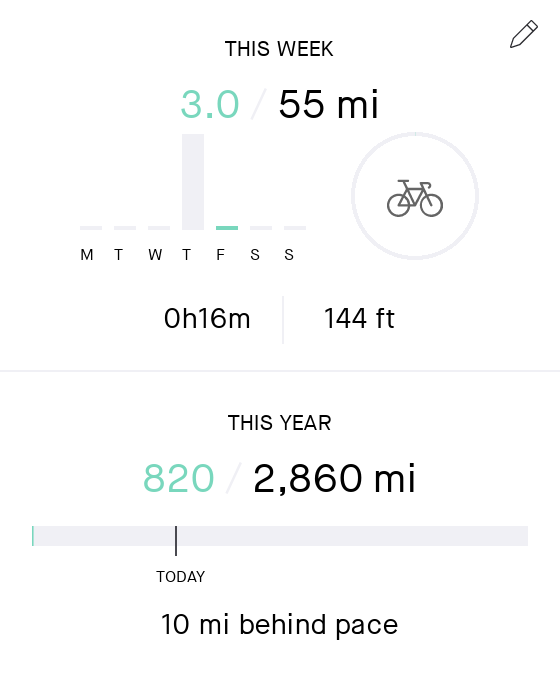 THIS WEEK
3.0 / 55 mi
M T W T F S S
0h16m 144 ft
THIS YEAR
820 / 2,860 mi
TODAY
10 mi behind pace